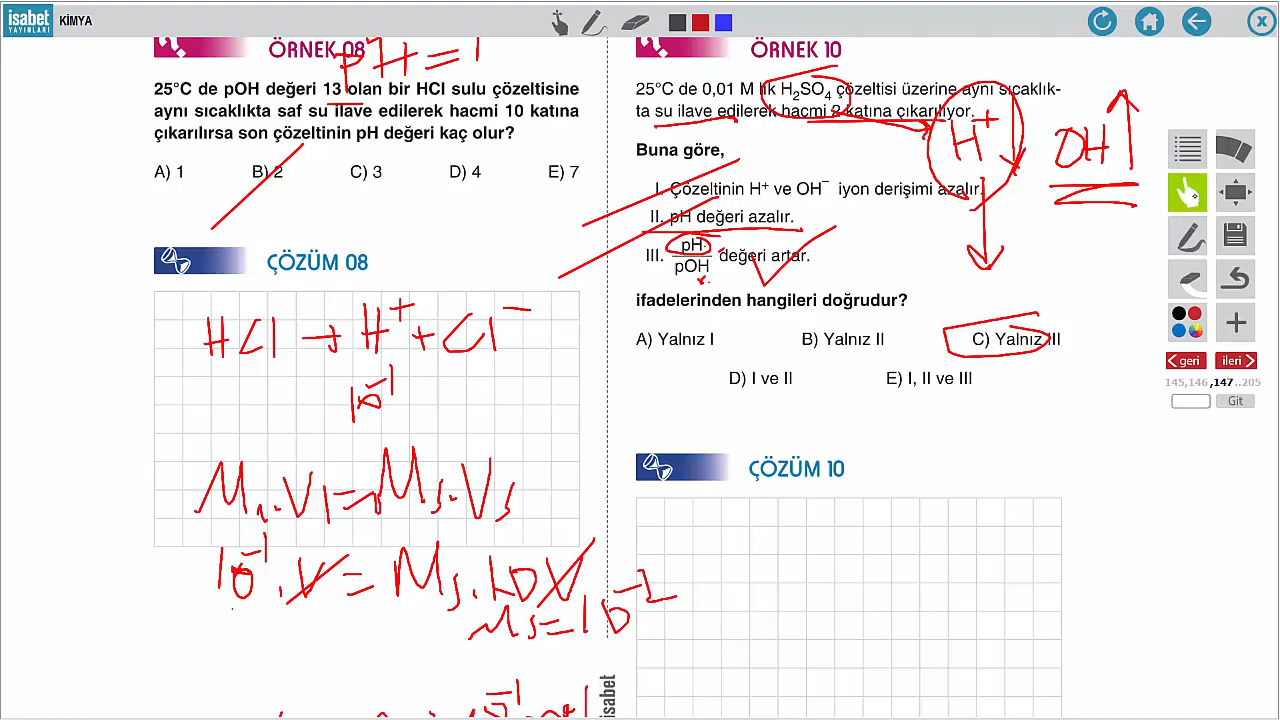 isabet
YAYINLARI
KİMYA
ÖRNEK 08
pH = 1
25°C de pOH değeri 13 olan bir HCl sulu çözeltisine
aynı sıcaklıkta saf su ilave edilerek hacmi 10 katına
çıkarılırsa son çözeltinin pH değeri kaç olur?
A) 1 B) 2 C) 3 D) 4 E) 7
ÇÖZÜM 08
HCl → H⁺ + Cl⁻
10⁻¹
M₁.V₁ = Ms.Vs
10⁻¹.V = Ms.10V
Ms = 10⁻²
isabet
ÖRNEK 10
25°C de 0,01 M lık H₂SO₄ çözeltisi üzerine aynı sıcaklık-
ta su ilave edilerek hacmi 2 katına çıkarılıyor.
H⁺ OH
Buna göre,
I. Çözeltinin H⁺ ve OH⁻ iyon derişimi azalır.
II. pH değeri azalır.
III. pH/pOH değeri artar.
ifadelerinden hangileri doğrudur?
A) Yalnız I B) Yalnız II C) Yalnız III
D) I ve II E) I, II ve III
ÇÖZÜM 10
geri ileri
145,146,147...205
Git